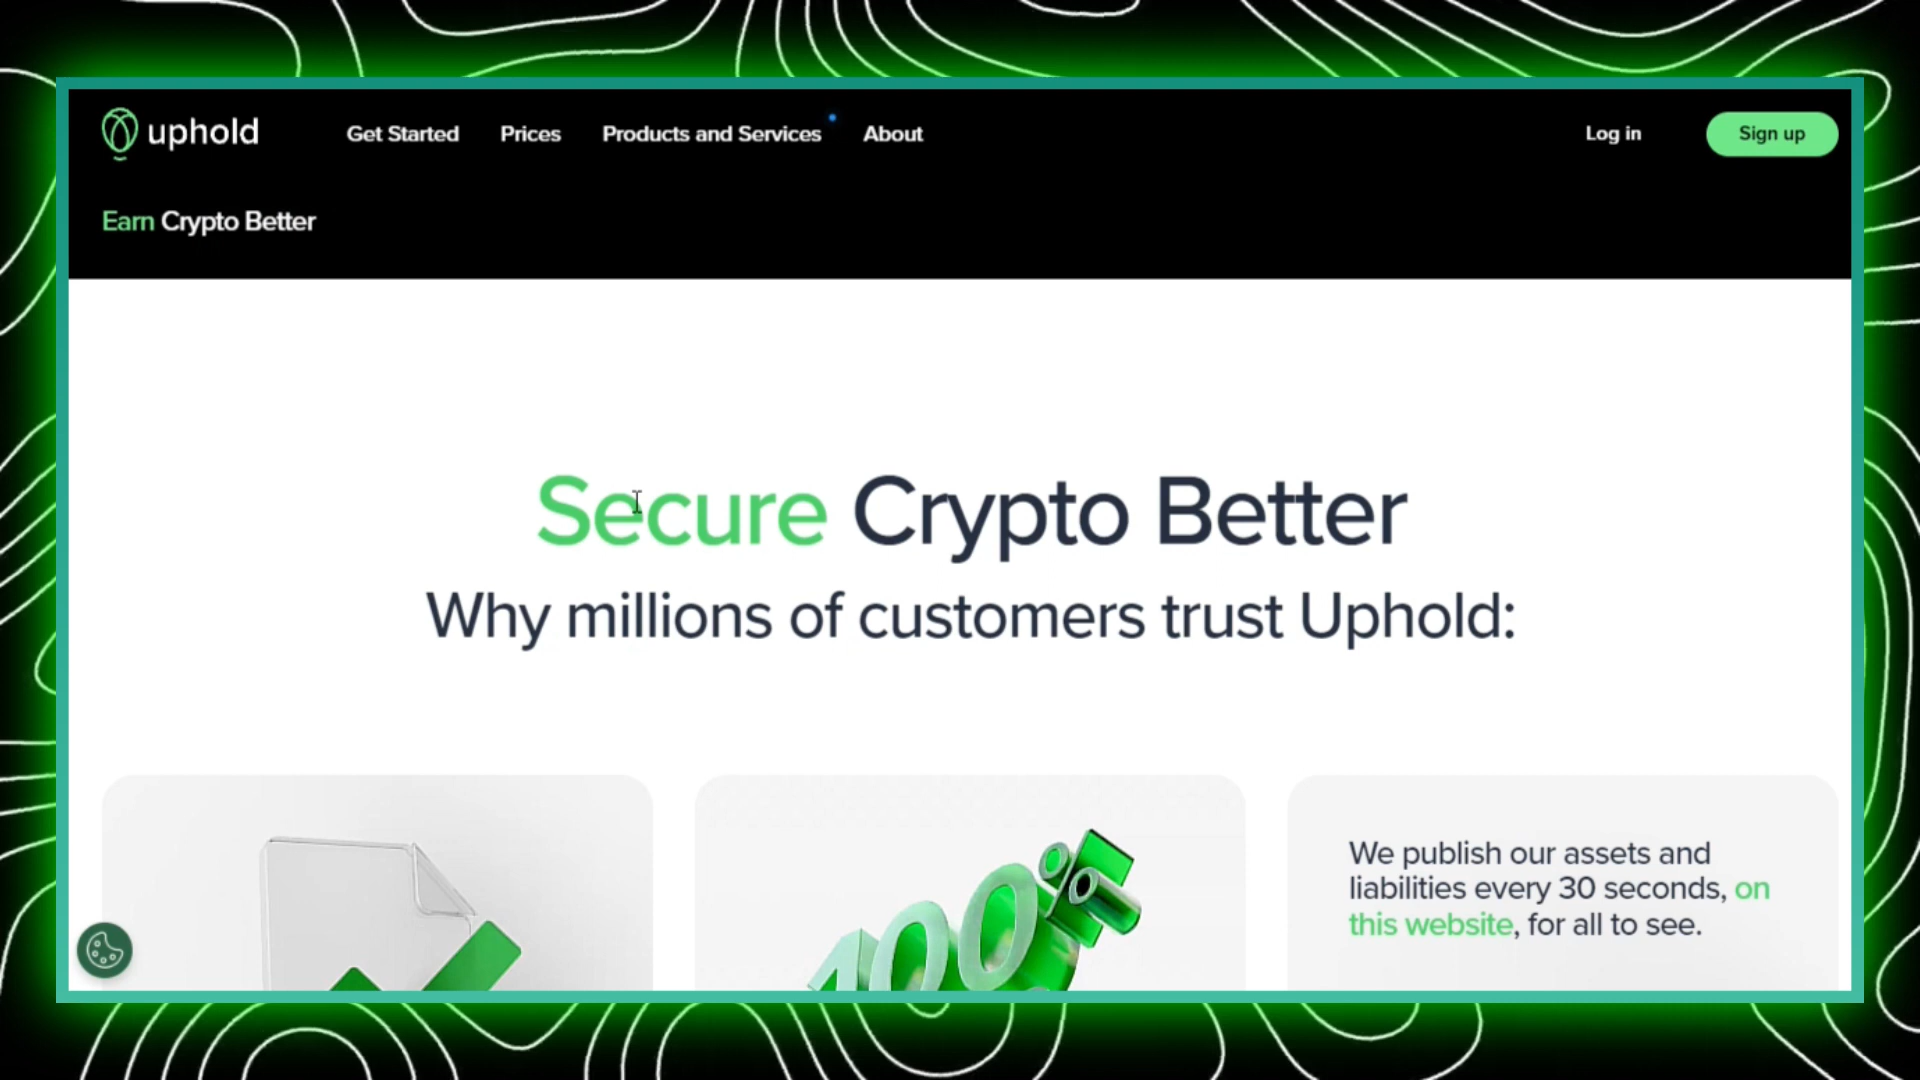 uphold
Get Started
Prices
Products and Services
About
Log in
Sign up
Earn Crypto Better
Secure Crypto Better
Why millions of customers trust Uphold:
100%
We publish our assets and
liabilities every 30 seconds, on
this website, for all to see.